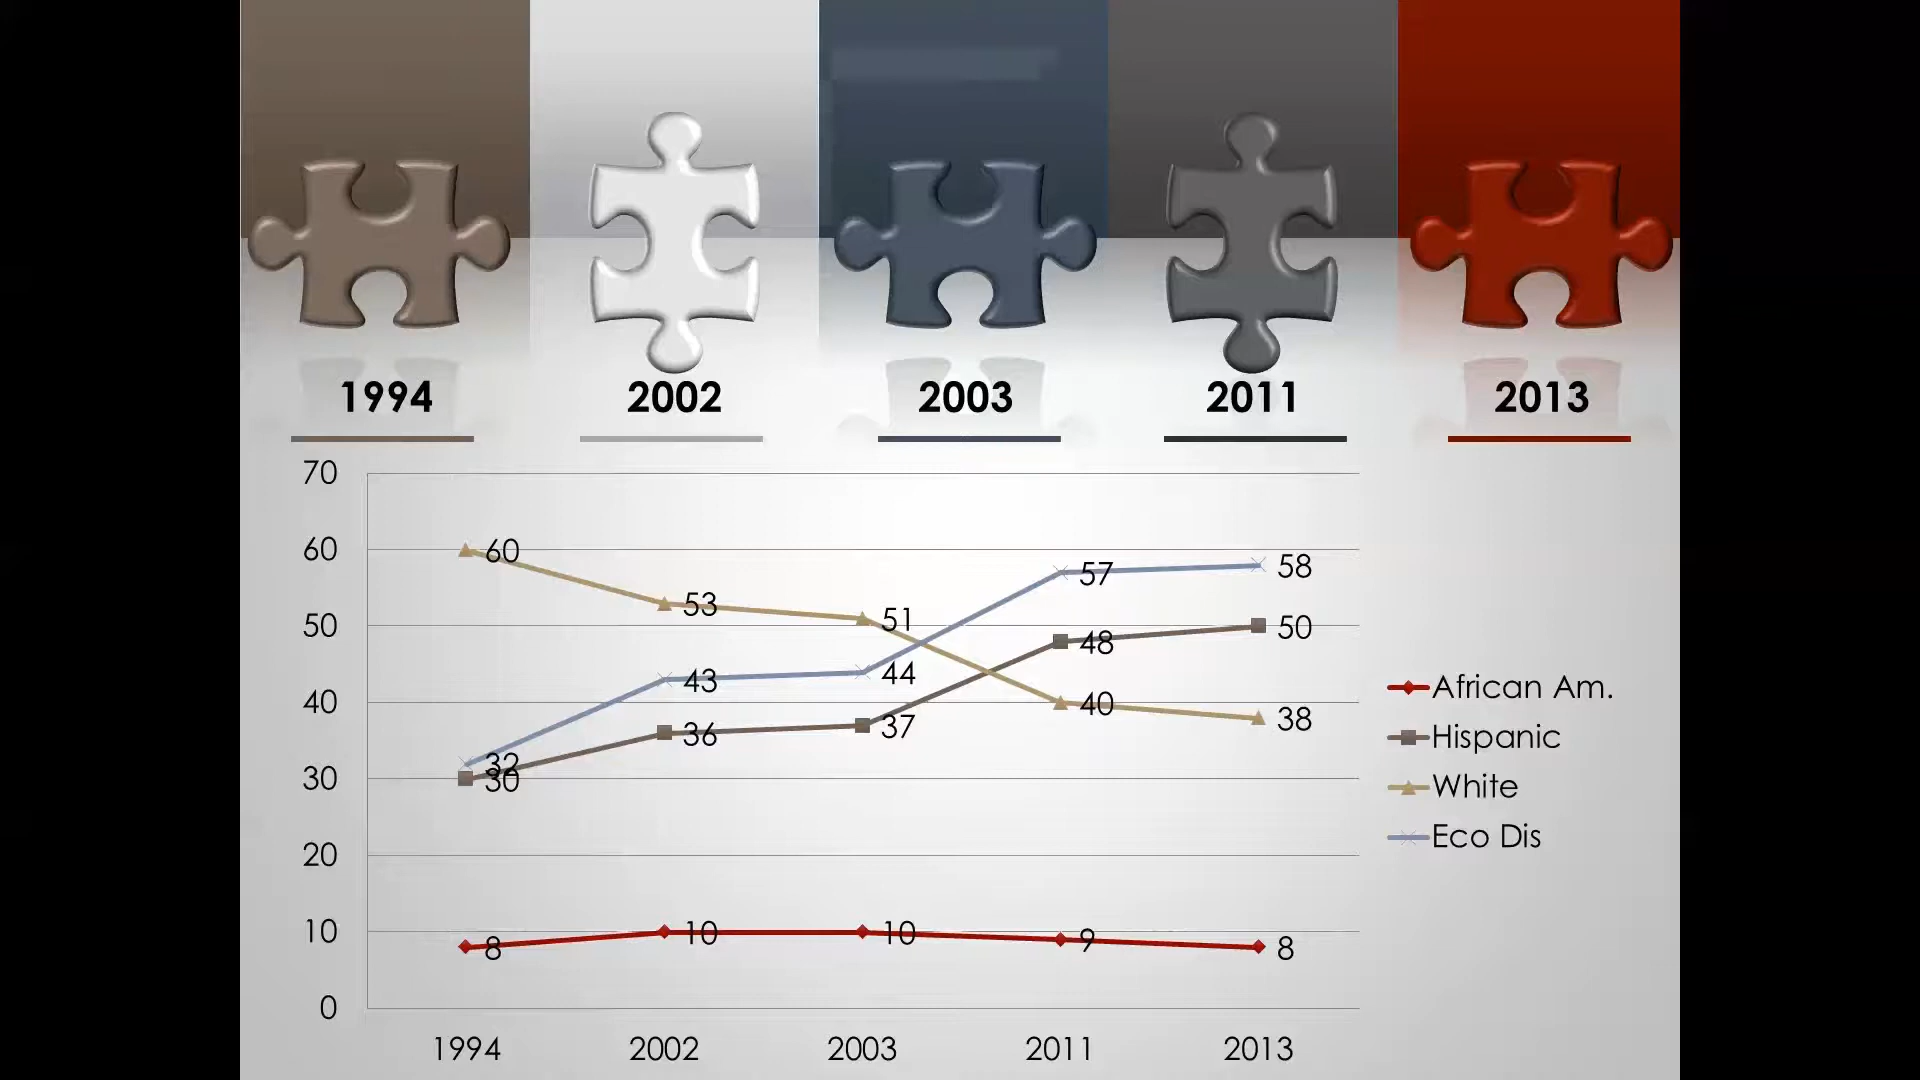 1994 2002 2003 2011 2013
70
60
50
40
30
20
10
0
60 53 51 40 38
32 43 44 57 58
30 36 37 48 50
8 10 10 9 8
1994 2002 2003 2011 2013
African Am.
Hispanic
White
Eco Dis